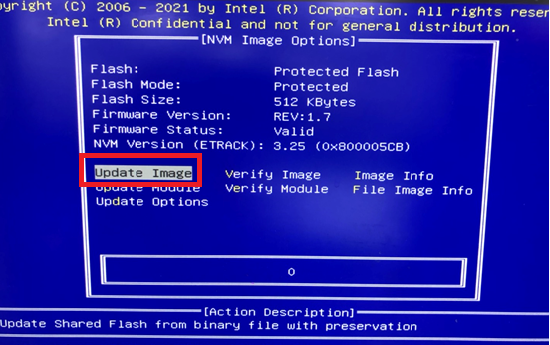 pyright (C) 2006 - 2021 by Intel (R) Corporation. All rights reser
Intel (R) Confidential and not for general distribution.
[NVM Image Options]
Flash: Protected Flash
Flash Mode: Protected
Flash Size: 512 KBytes
Firmware Version: REV:1.7
Firmware Status: Valid
NVM Version (ETRACK): 3.25 (0x800005CB)
Update Image Verify Image Image Info
Update Module Verify Module File Image Info
Update Options
0
[Action Description]
Update Shared Flash from binary file with preservation